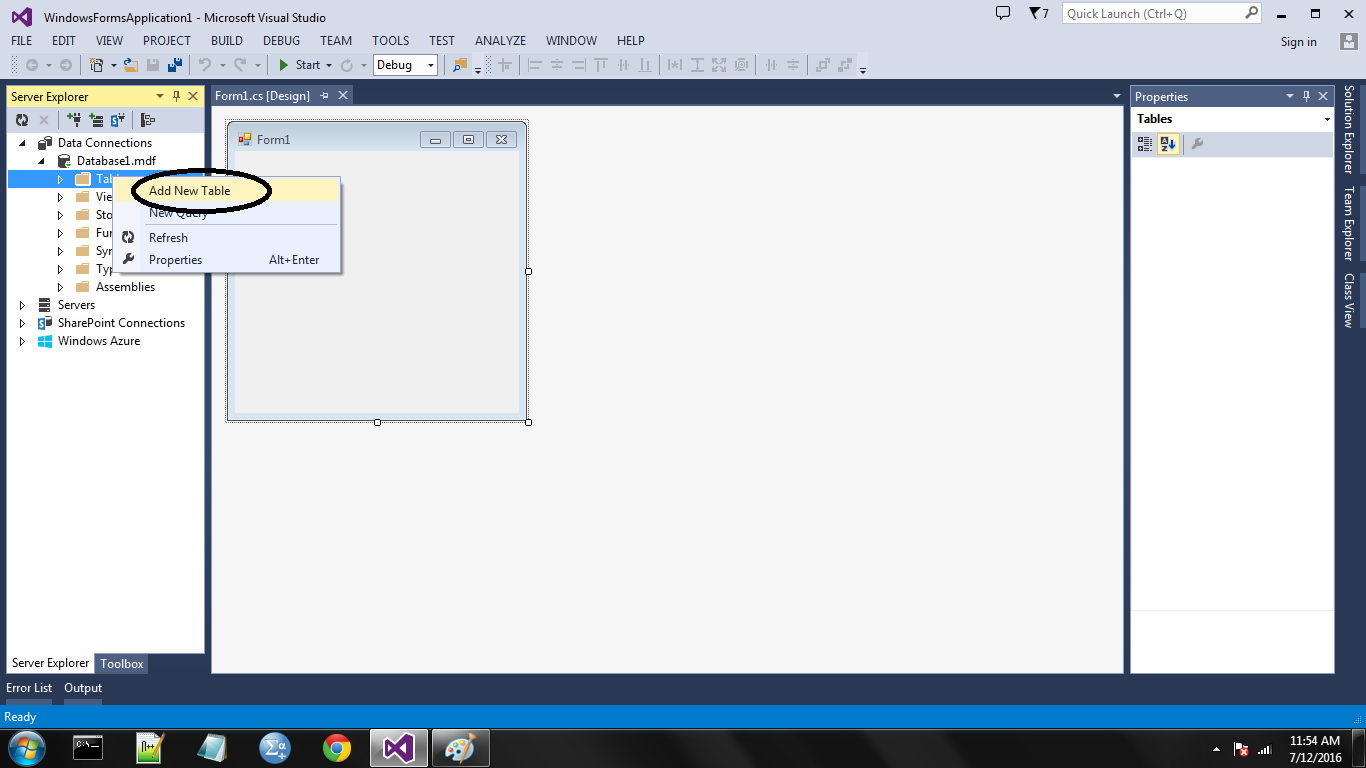 WindowsFormsApplication1 - Microsoft Visual Studio
7
Quick Launch (Ctrl+Q)
FILE EDIT VIEW PROJECT BUILD DEBUG TEAM TOOLS TEST ANALYZE WINDOW HELP
Sign in
Start
Debug
Server Explorer
Data Connections
Database1.mdf
Tab
Vie
Sto
Fun
Syn
Typ
Assemblies
Servers
SharePoint Connections
Windows Azure
Add New Table
New Query
Refresh
Properties Alt+Enter
Form1.cs [Design]
Form1
Properties
Tables
Solution Explorer
Team Explorer
Class View
Server Explorer
Toolbox
Error List
Output
Ready
11:54 AM
7/12/2016